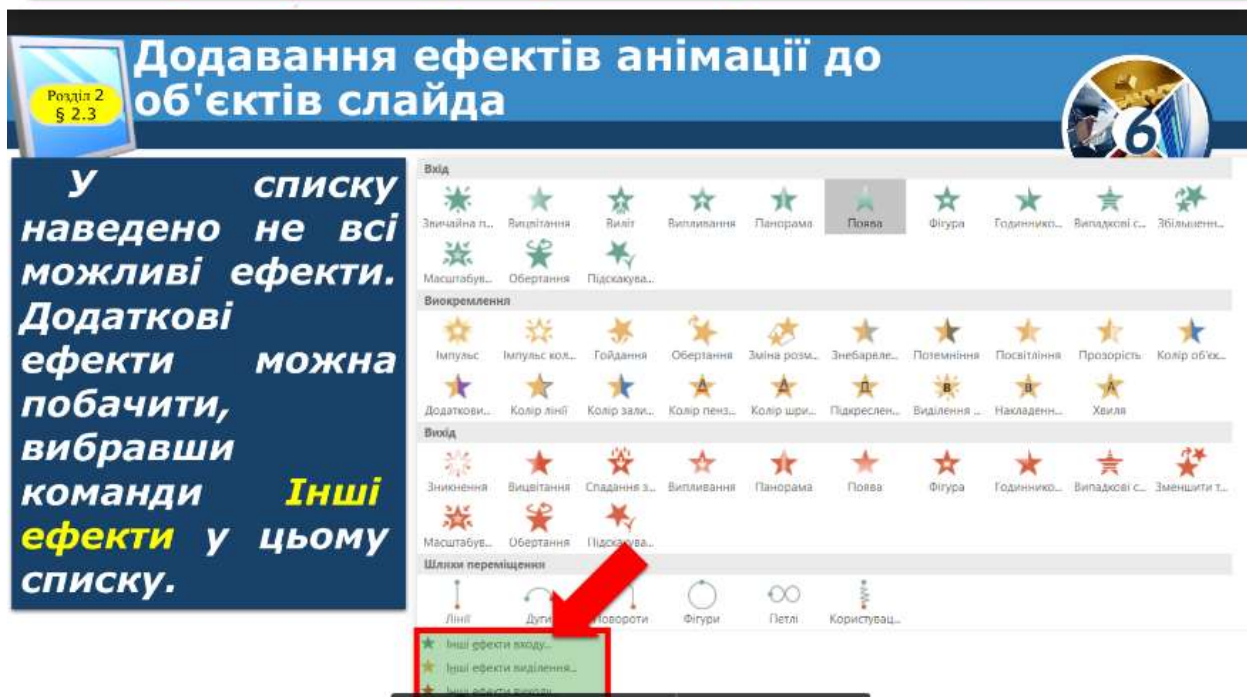 Додавання ефектів анімації до
об'єктів слайда
Розділ 2
§ 2.3
6
У списку
наведено не всі
можливі ефекти.
Додаткові
ефекти можна
побачити,
вибравши
команди Інші
ефекти у цьому
списку.
Вхід
Звичайна п... Вицвітання Виліт Випливання Панорама Поява Фігура Годиннико... Випадкові с... Збільшенн...
Масштабув... Обертання Підскакува...
Виокремлення
Імпульс Імпульс кол... Гойдання Обертання Зміна розм... Знебарвле... Потемніння Посвітління Прозорість Колір об'єк...
Додаткови... Колір лінії Колір зали... Колір пенз... Колір шри... Підкреслен... Виділення ... Накладенн... Хвиля
Вихід
Зникнення Вицвітання Спадання з... Випливання Панорама Поява Фігура Годиннико... Випадкові с... Зменшити т...
Масштабув... Обертання Підскакува...
Шляхи переміщення
Лінії Дуги Повороти Фігури Петлі Користувац...
Інші ефекти входу...
Інші ефекти виділення...
Інші ефекти виходу...